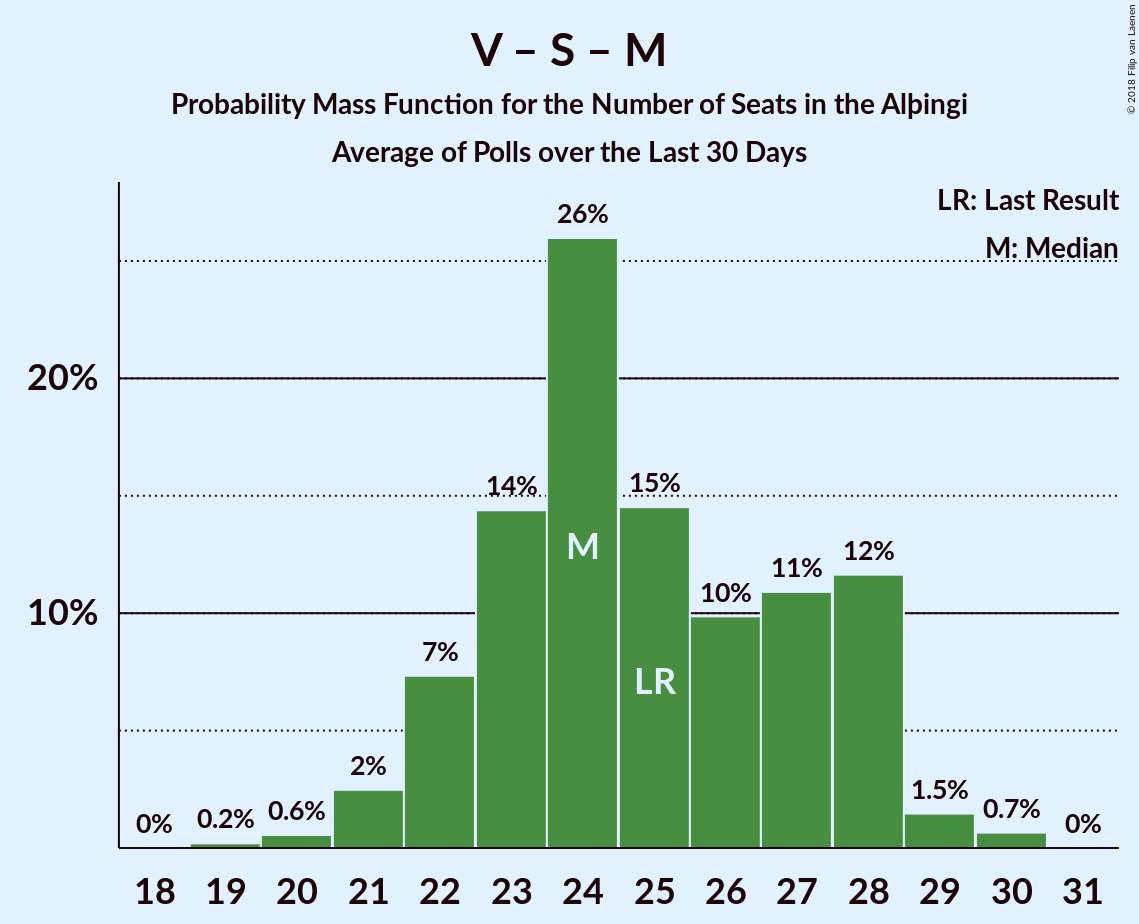 V – S – M
Probability Mass Function for the Number of Seats in the Alþingi
Average of Polls over the Last 30 Days
© 2018 Filip van Laenen
LR: Last Result
M: Median
20%
10%
0%
0.2%
0.6%
2%
7%
14%
26%
15%
10%
11%
12%
1.5%
0.7%
0%
M
LR
18 19 20 21 22 23 24 25 26 27 28 29 30 31